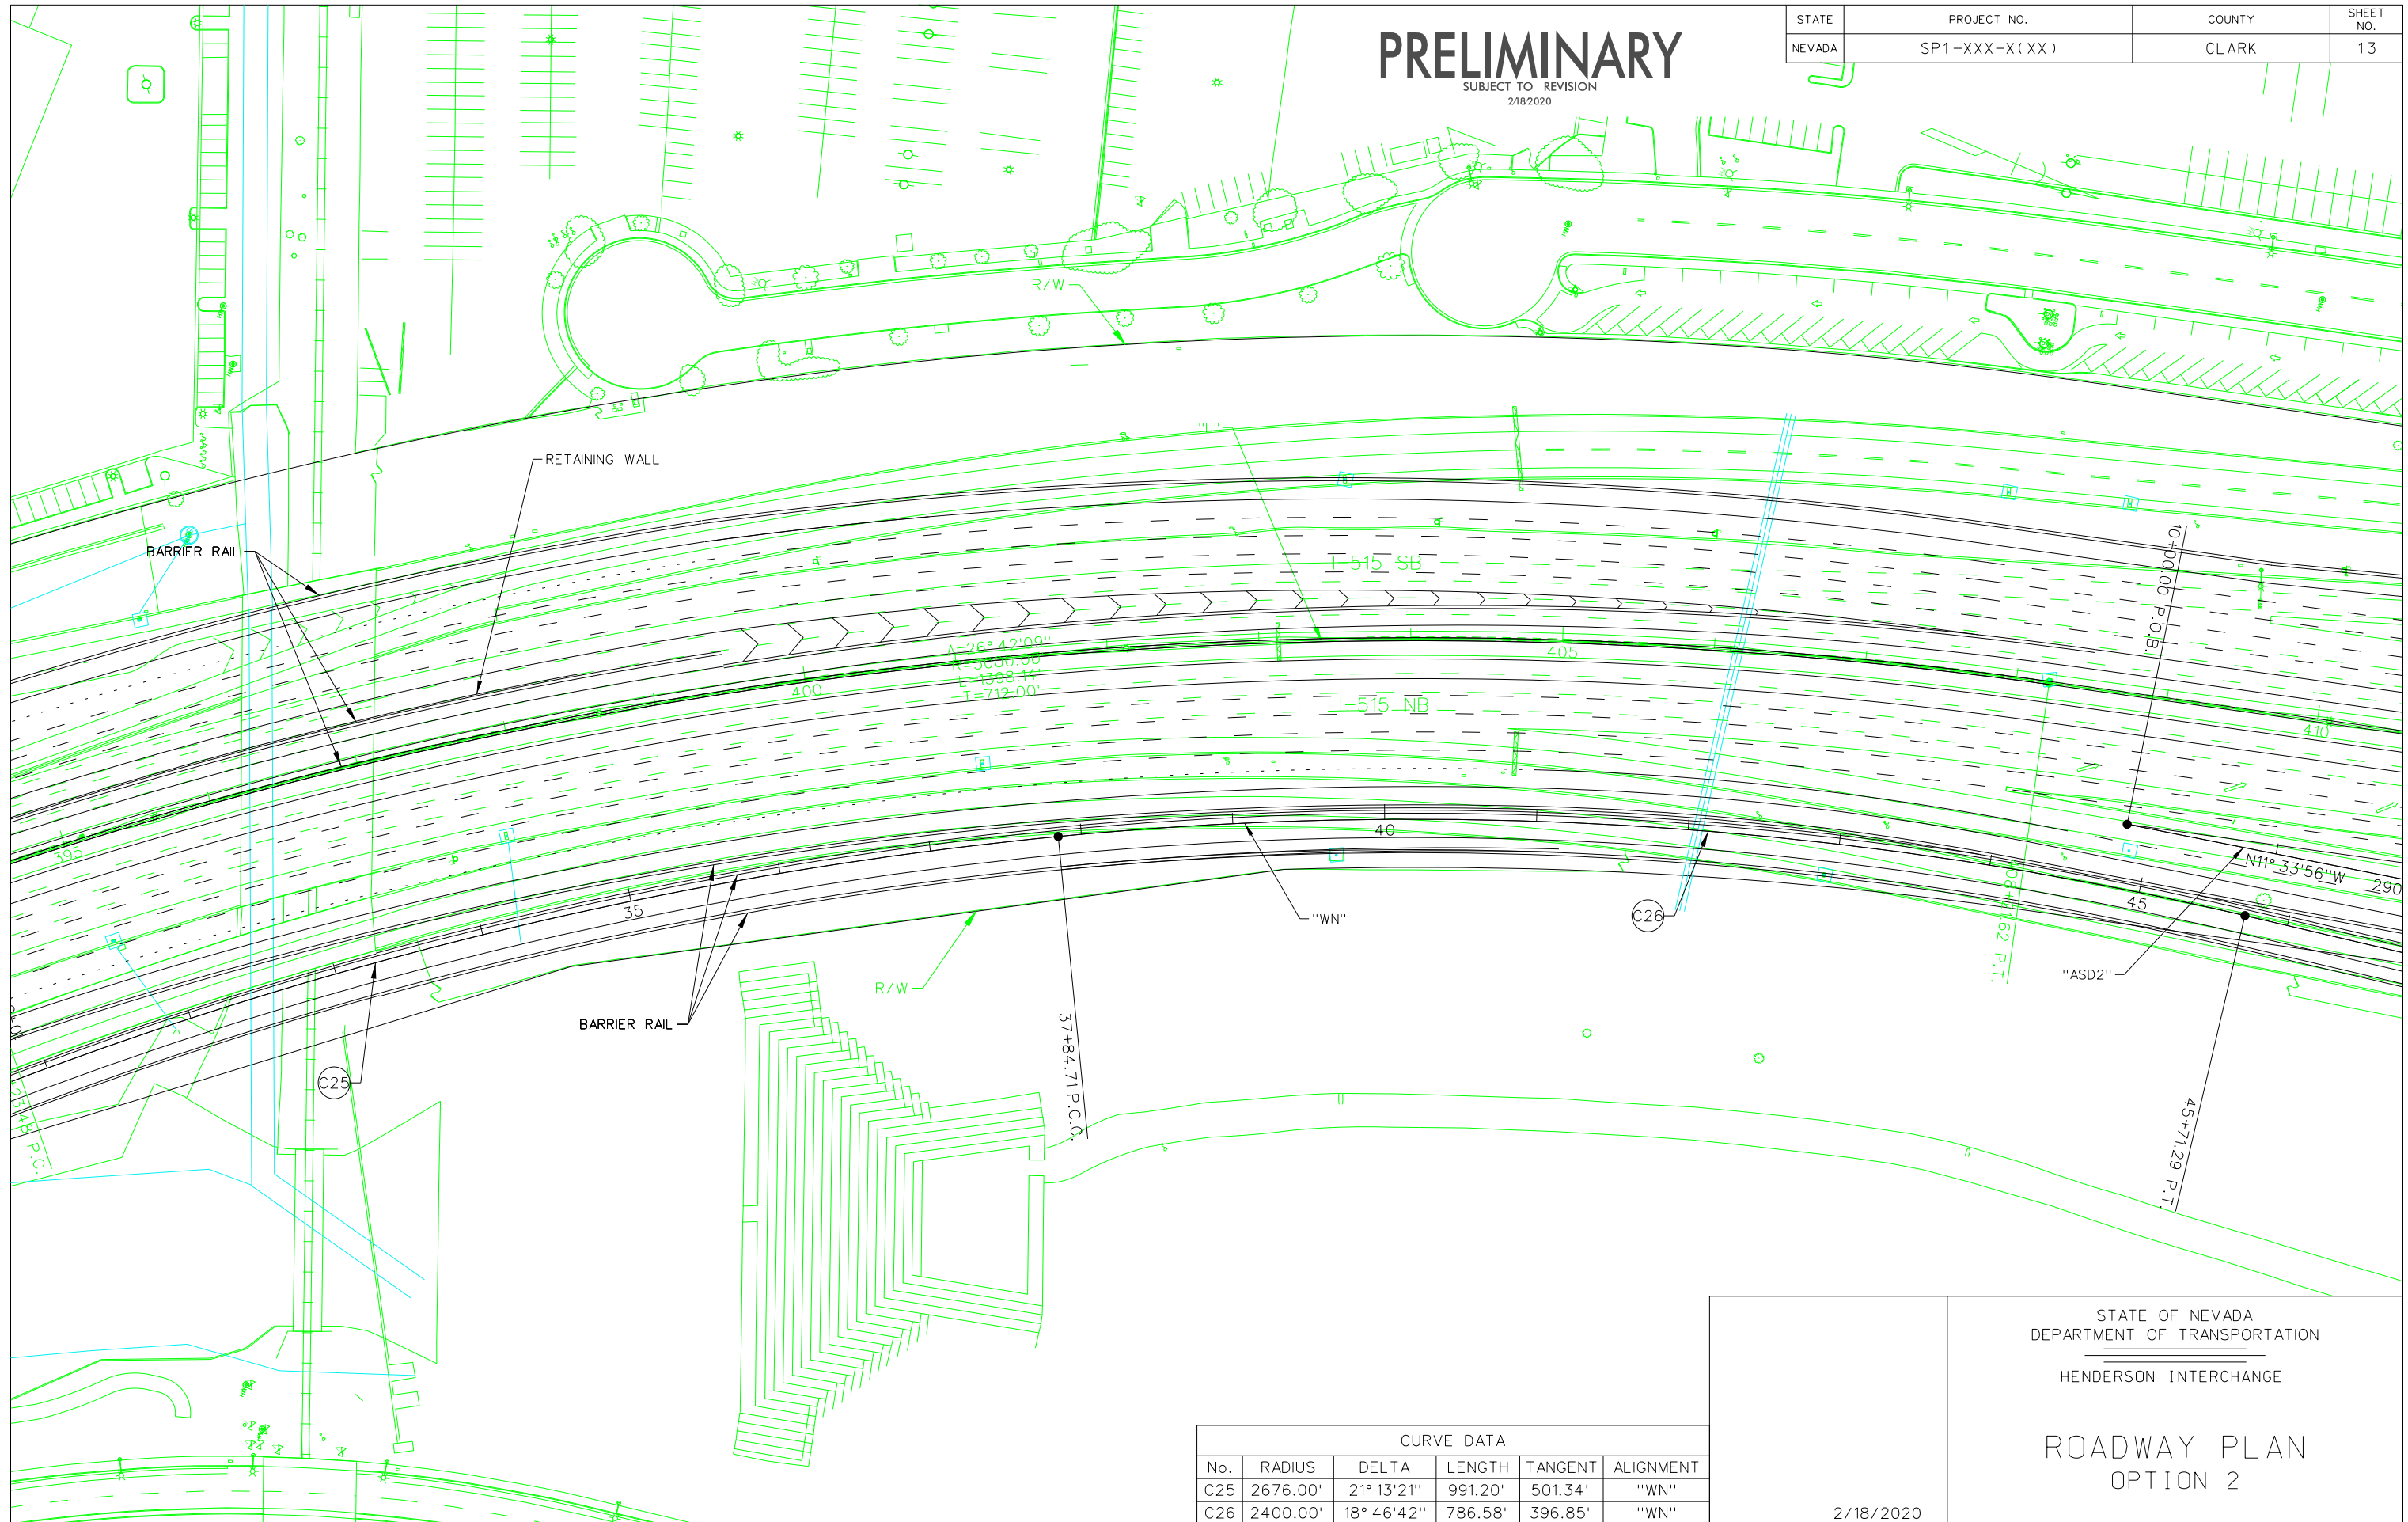 PRELIMINARY
SUBJECT TO REVISION
2/18/2020
STATE PROJECT NO. COUNTY SHEET NO.
NEVADA SP1-XXX-X(XX) CLARK 13
R/W
"L"
RETAINING WALL
BARRIER RAIL
I-515 SB
10+00.00 P.O.B.
Δ=26°42'09"
L=1398.14'
T=712.00'
400
405
I-515 NB
410
395
40
35
N11°33'56"W 290
45
"WN"
C26
"ASD2"
R/W
BARRIER RAIL
37+84.71 P.C.C.
C25
P.C.
45+71.29 P.T.
CURVE DATA
No. RADIUS DELTA LENGTH TANGENT ALIGNMENT
C25 2676.00' 21°13'21" 991.20' 501.34' "WN"
C26 2400.00' 18°46'42" 786.58' 396.85' "WN"
2/18/2020
STATE OF NEVADA
DEPARTMENT OF TRANSPORTATION
HENDERSON INTERCHANGE
ROADWAY PLAN
OPTION 2